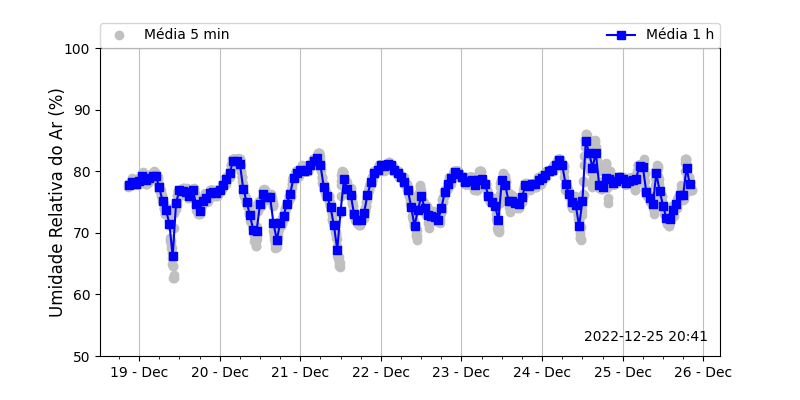 Média 5 min
Média 1 h
Umidade Relativa do Ar (%)
100
90
80
70
60
50
2022-12-25 20:41
19 - Dec
20 - Dec
21 - Dec
22 - Dec
23 - Dec
24 - Dec
25 - Dec
26 - Dec